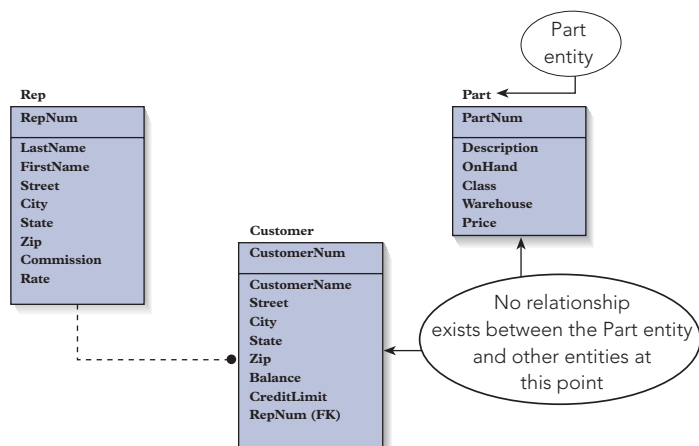 Part
entity
Rep
RepNum
LastName
FirstName
Street
City
State
Zip
Commission
Rate
Part
PartNum
Description
OnHand
Class
Warehouse
Price
Customer
CustomerNum
CustomerName
Street
City
State
Zip
Balance
CreditLimit
RepNum (FK)
No relationship
exists between the Part entity
and other entities at
this point